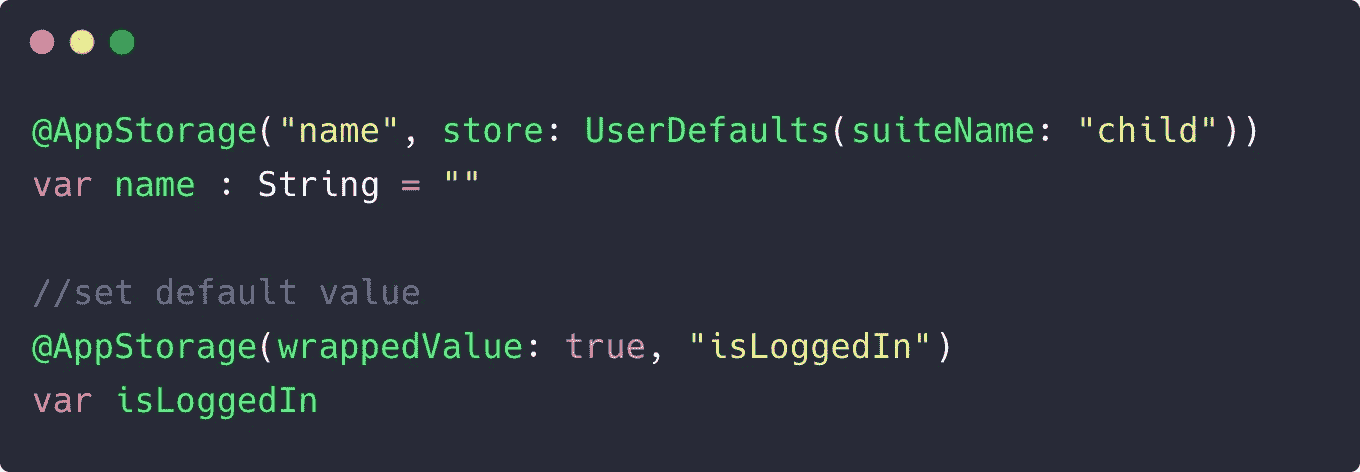 @AppStorage("name", store: UserDefaults(suiteName: "child"))
var name : String = ""
//set default value
@AppStorage(wrappedValue: true, "isLoggedIn")
var isLoggedIn